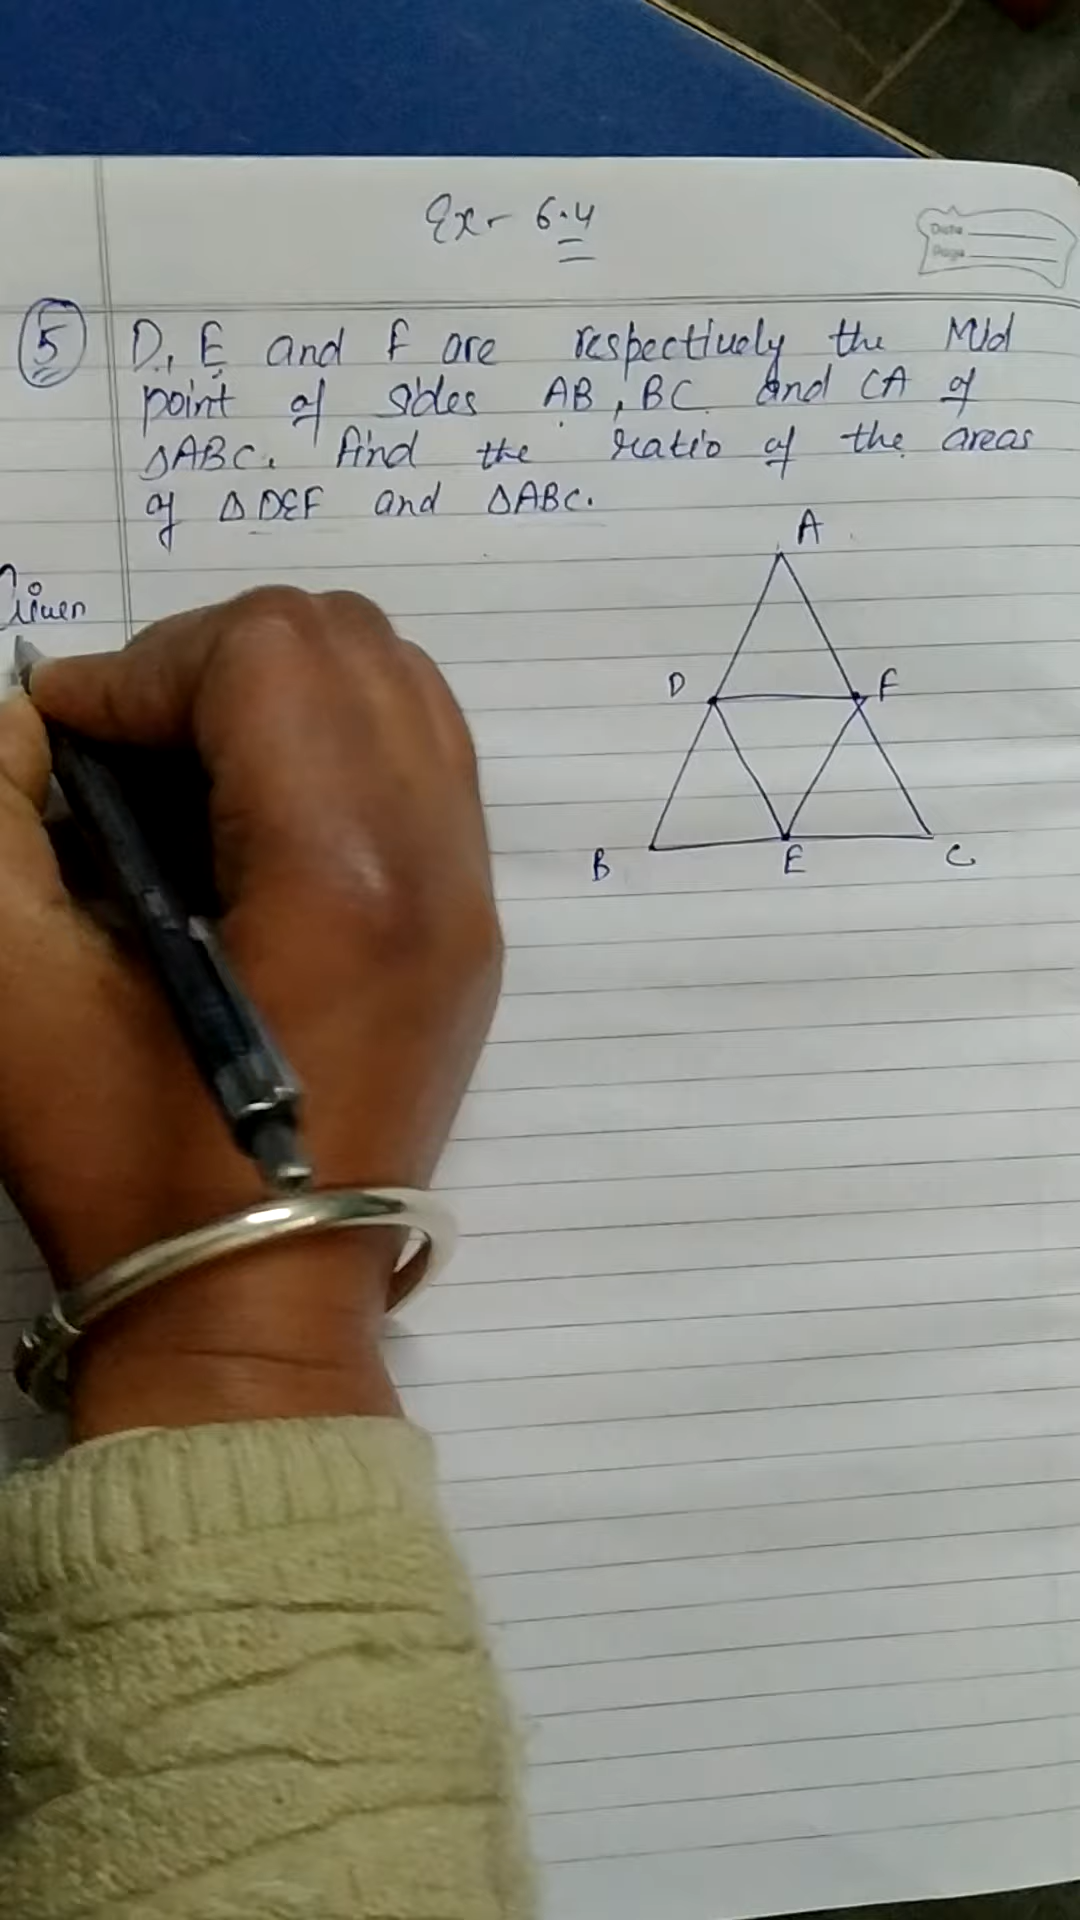 Ex- 6.4
Date
Page
5 D, E and F are respectively the Mid
point of sides AB, BC and CA of
ΔABC. find the ratio of the areas
of ΔDEF and ΔABC.
A
Given
D F
B E C